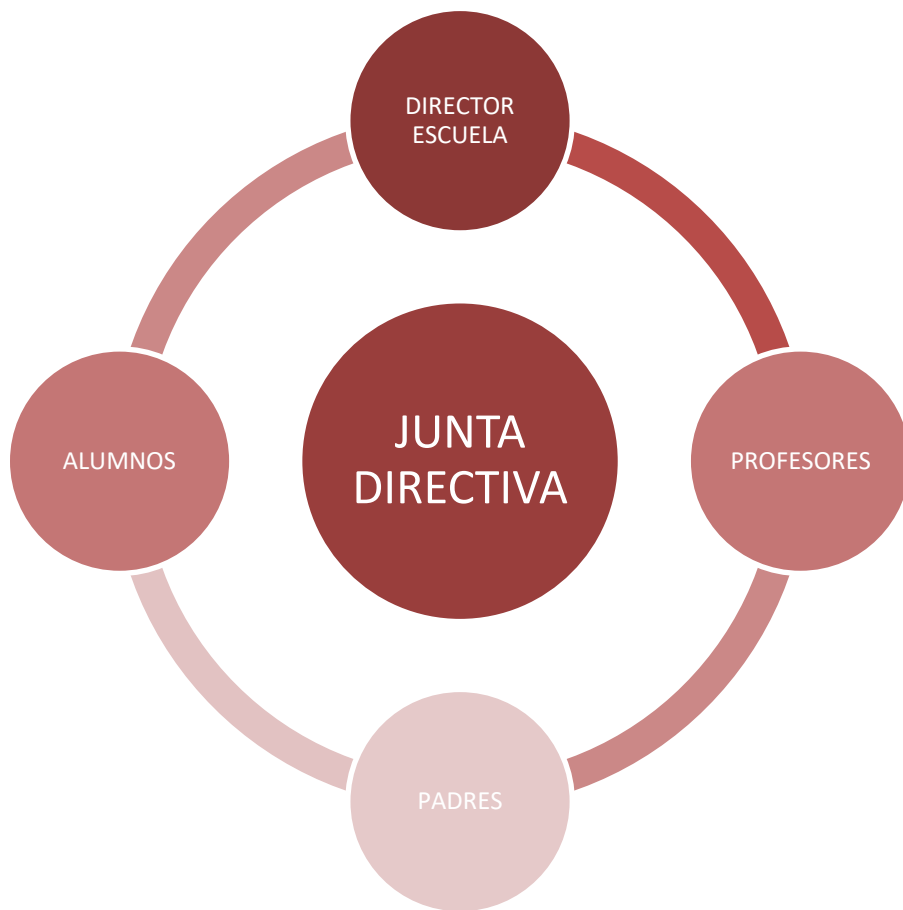 DIRECTOR
ESCUELA
JUNTA
DIRECTIVA
ALUMNOS
PROFESORES
PADRES